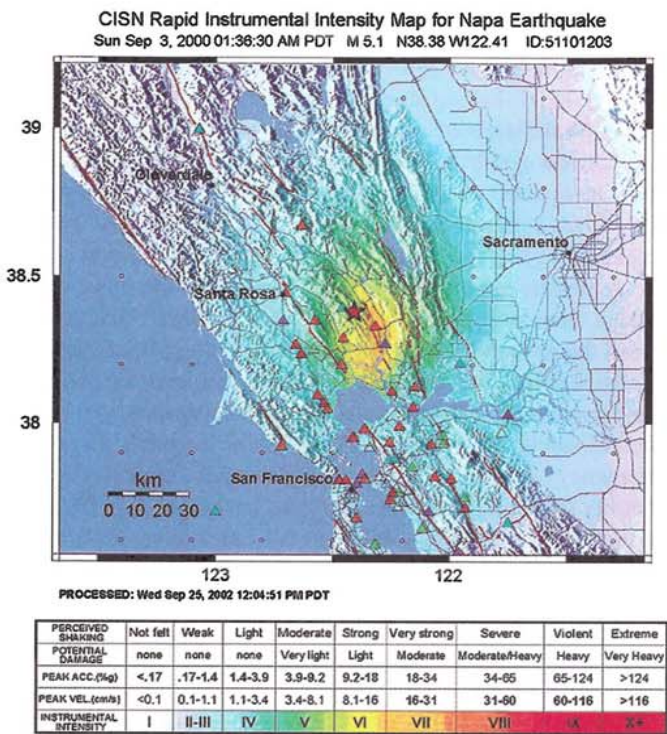 CISN Rapid Instrumental Intensity Map for Napa Earthquake
Sun Sep 3, 2000 01:36:30 AM PDT M 5.1 N38.38 W122.41 ID:51101203
39
Cloverdale
Sacramento
38.5
Santa Rosa
38
km
San Francisco
0 10 20 30
123 122
PROCESSED: Wed Sep 25, 2002 12:04:51 PM PDT
PERCEIVED SHAKING Not felt Weak Light Moderate Strong Very strong Severe Violent Extreme
POTENTIAL DAMAGE none none none Very light Light Moderate Moderate/Heavy Heavy Very Heavy
PEAK ACC.(%g) <.17 .17-1.4 1.4-3.9 3.9-9.2 9.2-18 18-34 34-65 65-124 >124
PEAK VEL.(cm/s) <0.1 0.1-1.1 1.1-3.4 3.4-8.1 8.1-16 16-31 31-60 60-116 >116
INSTRUMENTAL INTENSITY I II-III IV V VI VII VIII IX X+